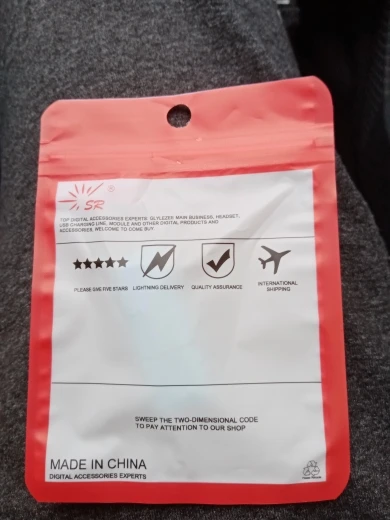 SR®
TOP DIGITAL ACCESSORIES EXPERTS. SLYLEZES MAIN BUSINESS, HEADSET,
USB CHARGING LINE, MODULE AND OTHER DIGITAL PRODUCTS AND
ACCESSORIES, WELCOME TO COME BUY
PLEASE GIVE FIVE STARS
LIGHTNING DELIVERY
QUALITY ASSURANCE
INTERNATIONAL
SHIPPING
SWEEP THE TWO-DIMENSIONAL CODE
TO PAY ATTENTION TO OUR SHOP
MADE IN CHINA
DIGITAL ACCESSORIES EXPERTS